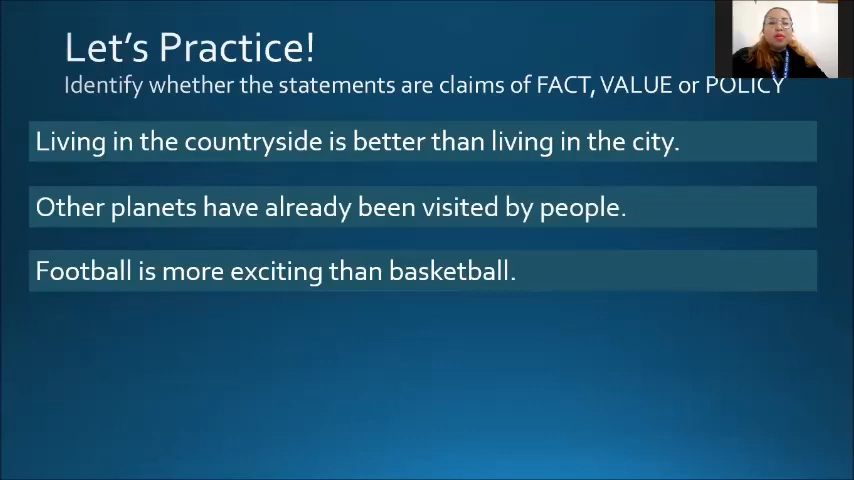 Let's Practice!
Identify whether the statements are claims of FACT, VALUE or POLICY
Living in the countryside is better than living in the city.
Other planets have already been visited by people.
Football is more exciting than basketball.